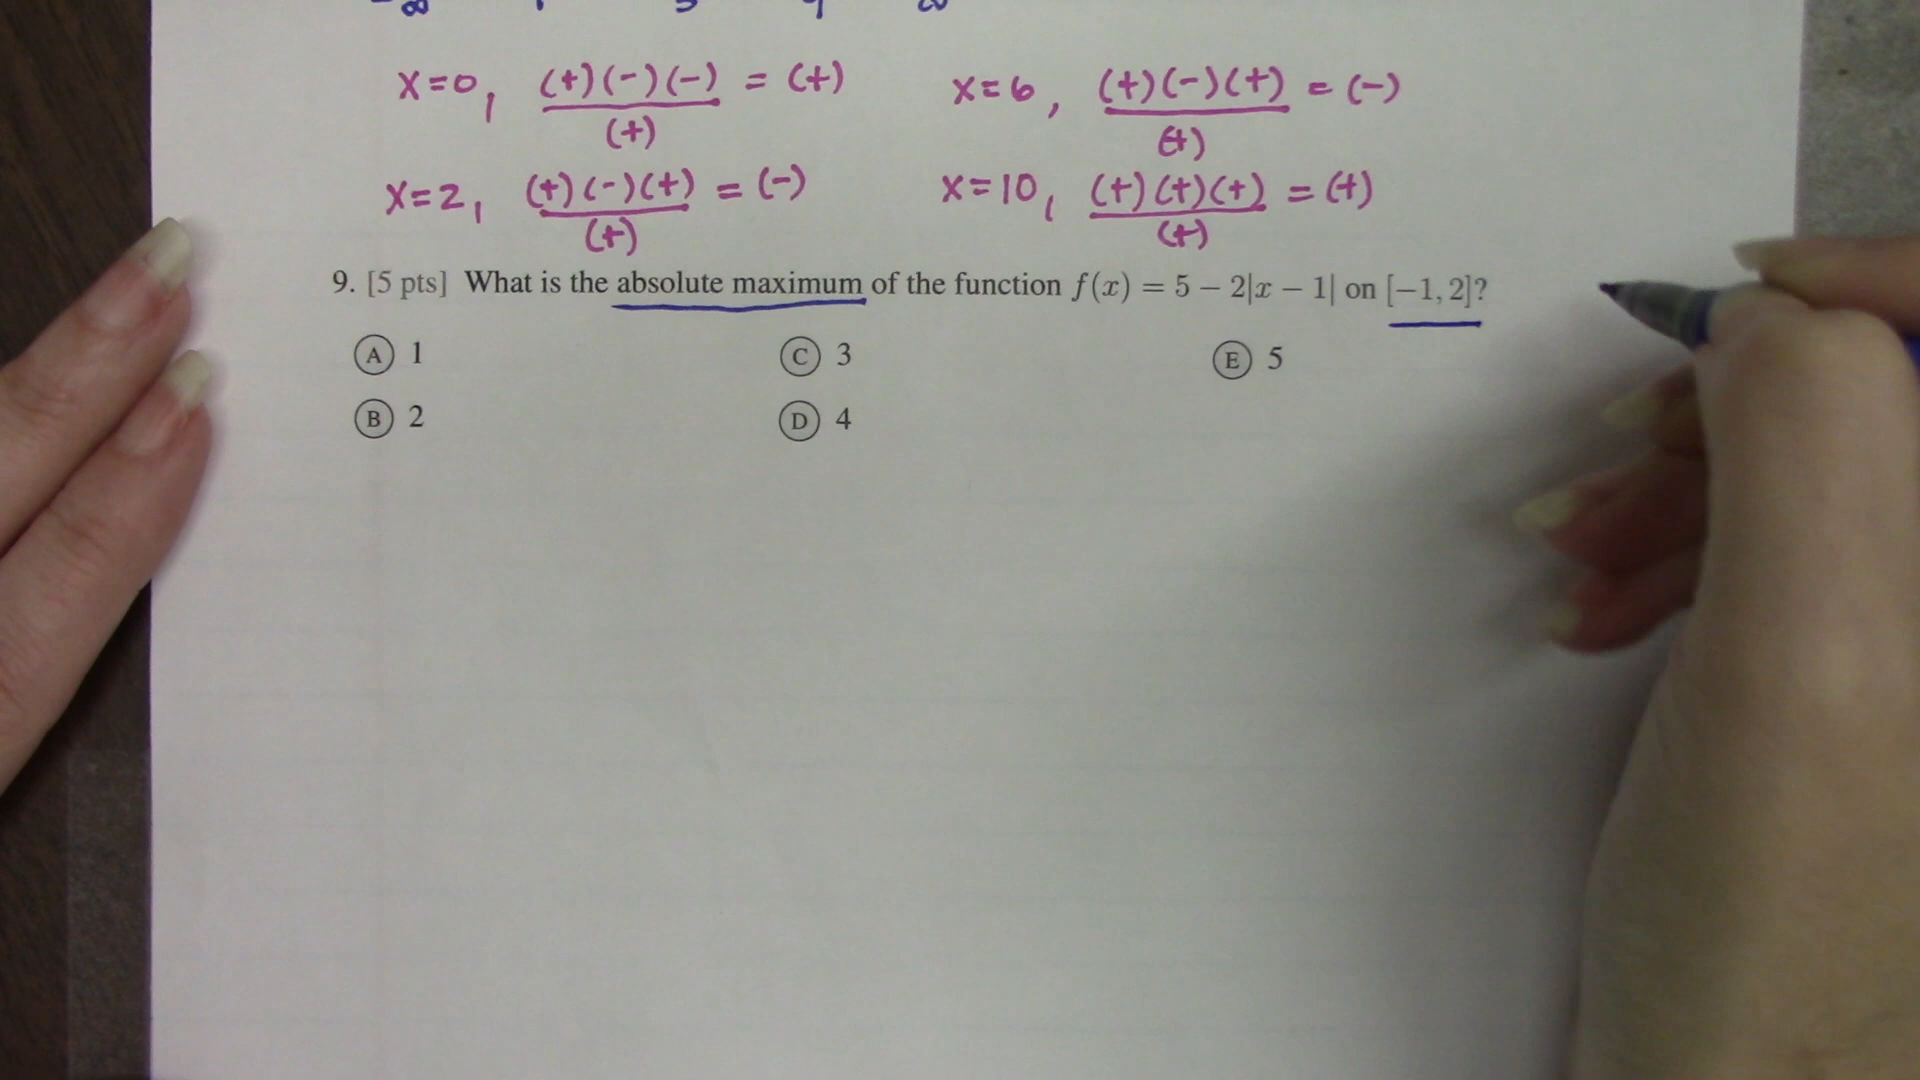 x=0, (+)(-)(-)/(+) = (+)
x=6, (+)(-)(+)/(+) = (-)
x=2, (+)(-)(+)/(+) = (-)
x=10, (+)(+)(+)/(+) = (+)
9. [5 pts] What is the absolute maximum of the function f(x) = 5 − 2|x − 1| on [−1, 2]?
A 1
C 3
E 5
B 2
D 4